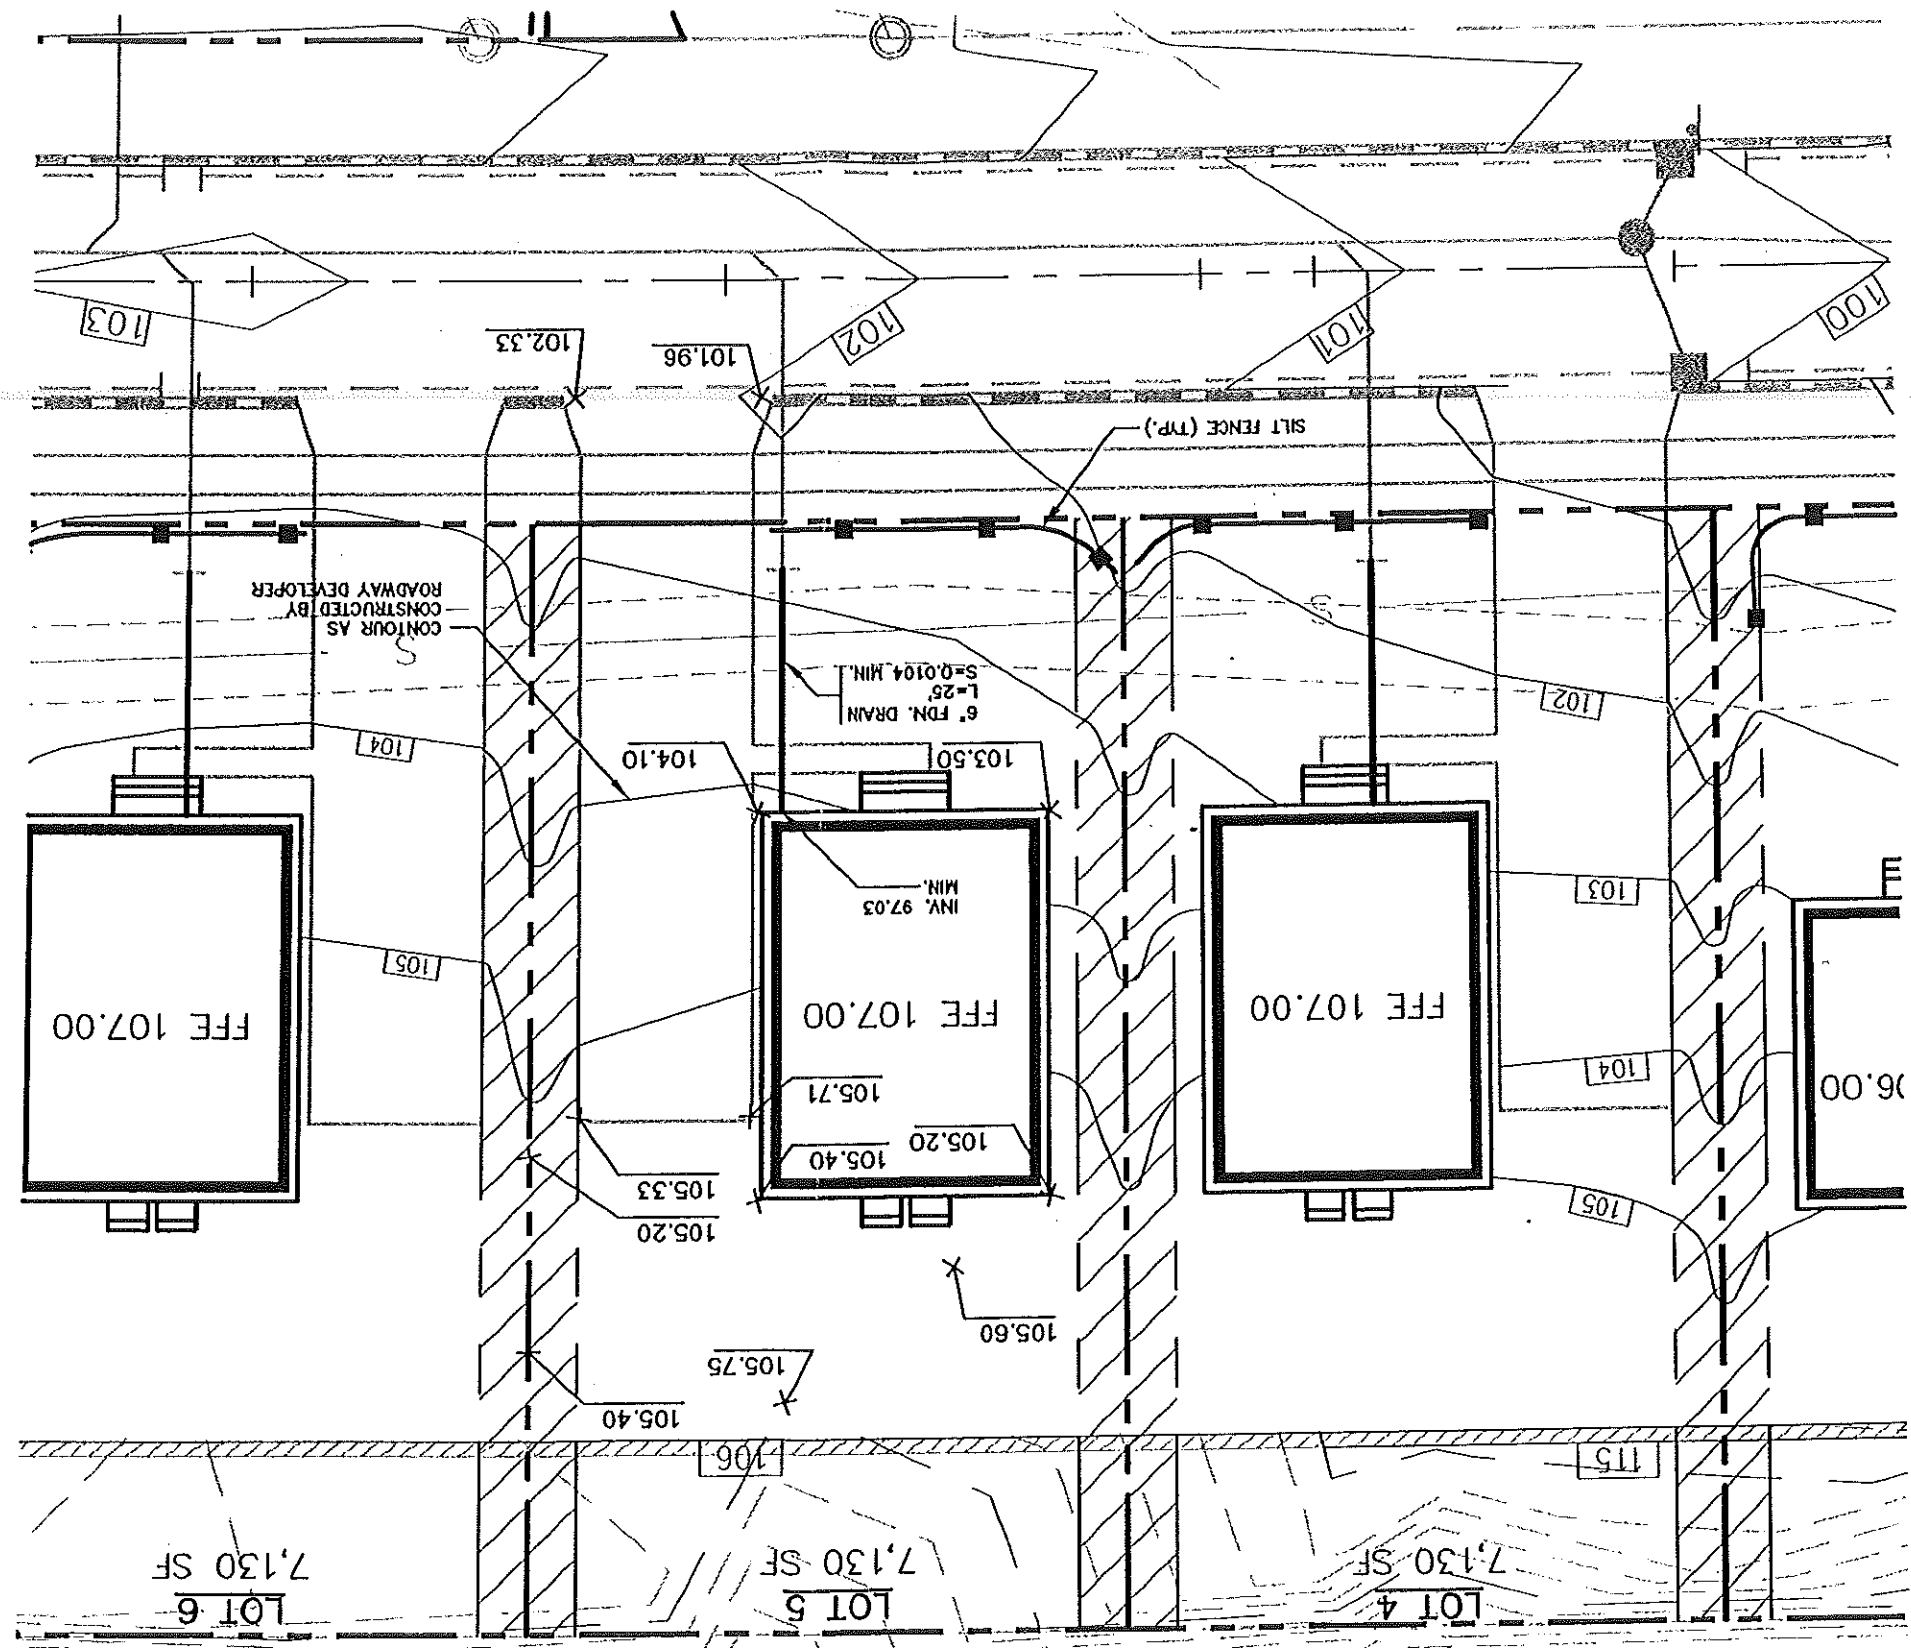 LOT 4
7,130 SF
LOT 5
7,130 SF
LOT 6
7,130 SF
115
106
105.40
105.75
105.60
105.20
105.33
105
105.20
105.40
105.71
104
06.00
FFE 107.00
FFE 107.00
FFE 107.00
105
103
INV. 97.03
MIN.
103.50
104.10
104
102
6" FDN. DRAIN
L=25'
S=0.0104 MIN.
CONTOUR AS
CONSTRUCTED BY
ROADWAY DEVELOPER
S
S
SILT FENCE (TYP.)
101.96
102.33
100
101
102
103